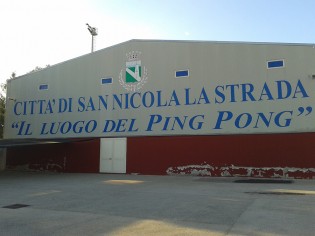 CITTA' DI SAN NICOLA LA STRADA
"IL LUOGO DEL PING PONG"